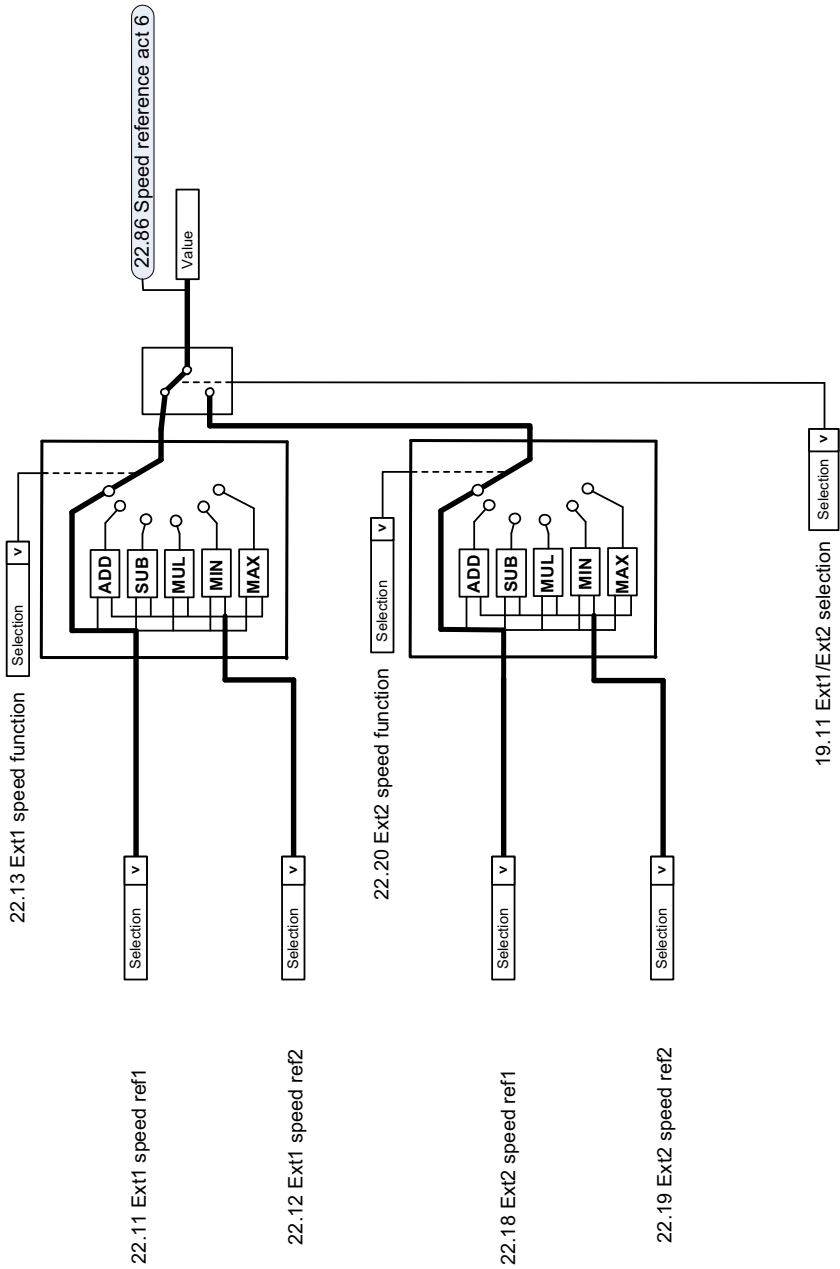 22.13 Ext1 speed function
Selection v
22.11 Ext1 speed ref1
Selection v
22.12 Ext1 speed ref2
Selection v
ADD
SUB
MUL
MIN
MAX
22.86 Speed reference act 6
Value
22.20 Ext2 speed function
Selection v
22.18 Ext2 speed ref1
Selection v
22.19 Ext2 speed ref2
Selection v
ADD
SUB
MUL
MIN
MAX
19.11 Ext1/Ext2 selection
Selection v